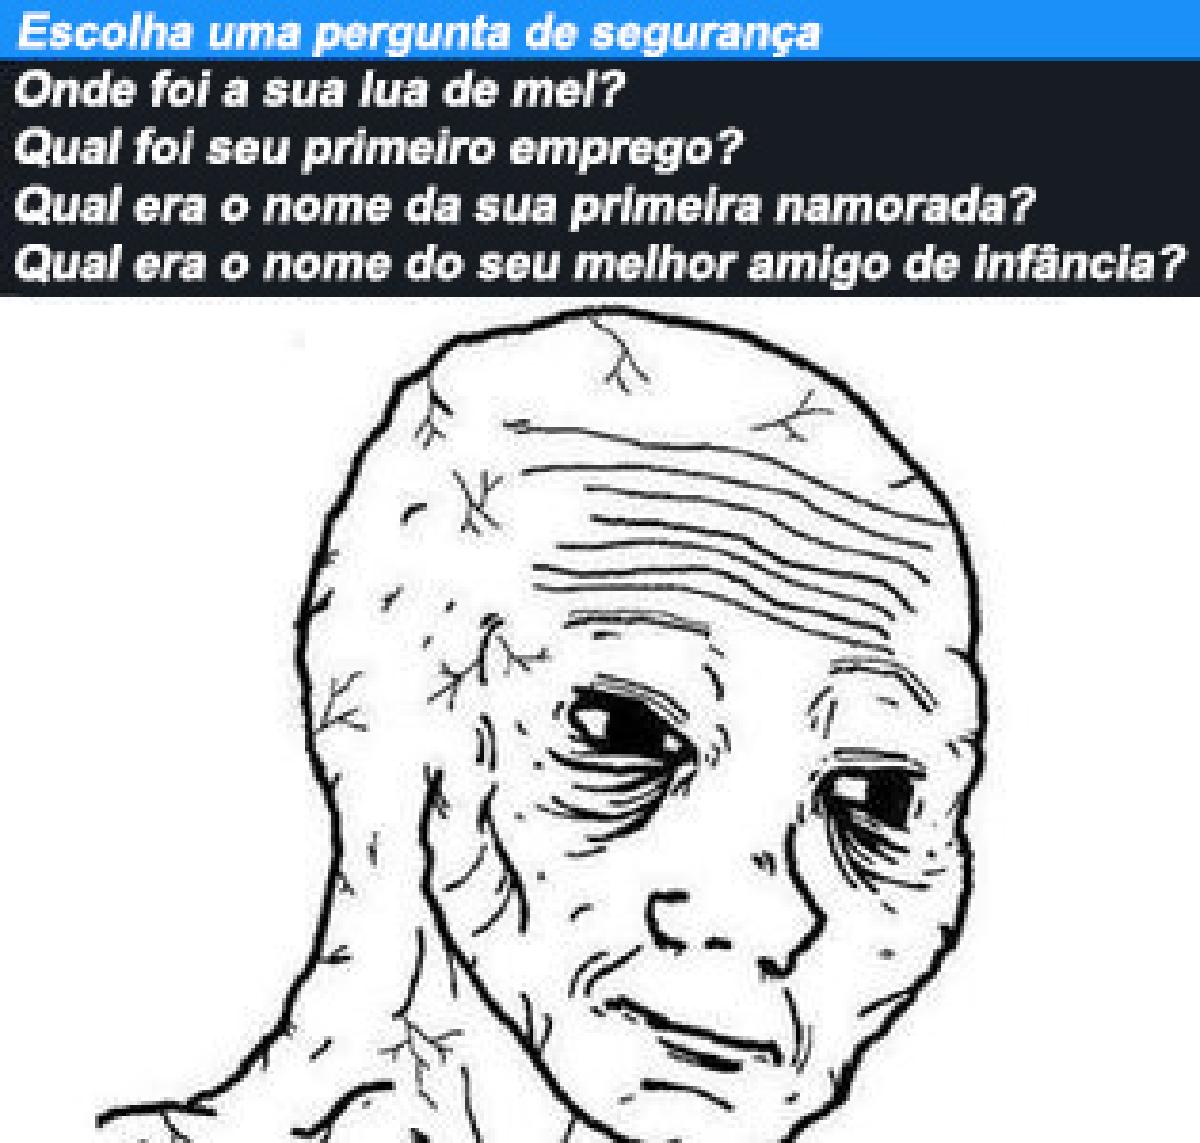 Escolha uma pergunta de segurança
Onde foi a sua lua de mel?
Qual foi seu primeiro emprego?
Qual era o nome da sua primeira namorada?
Qual era o nome do seu melhor amigo de infância?